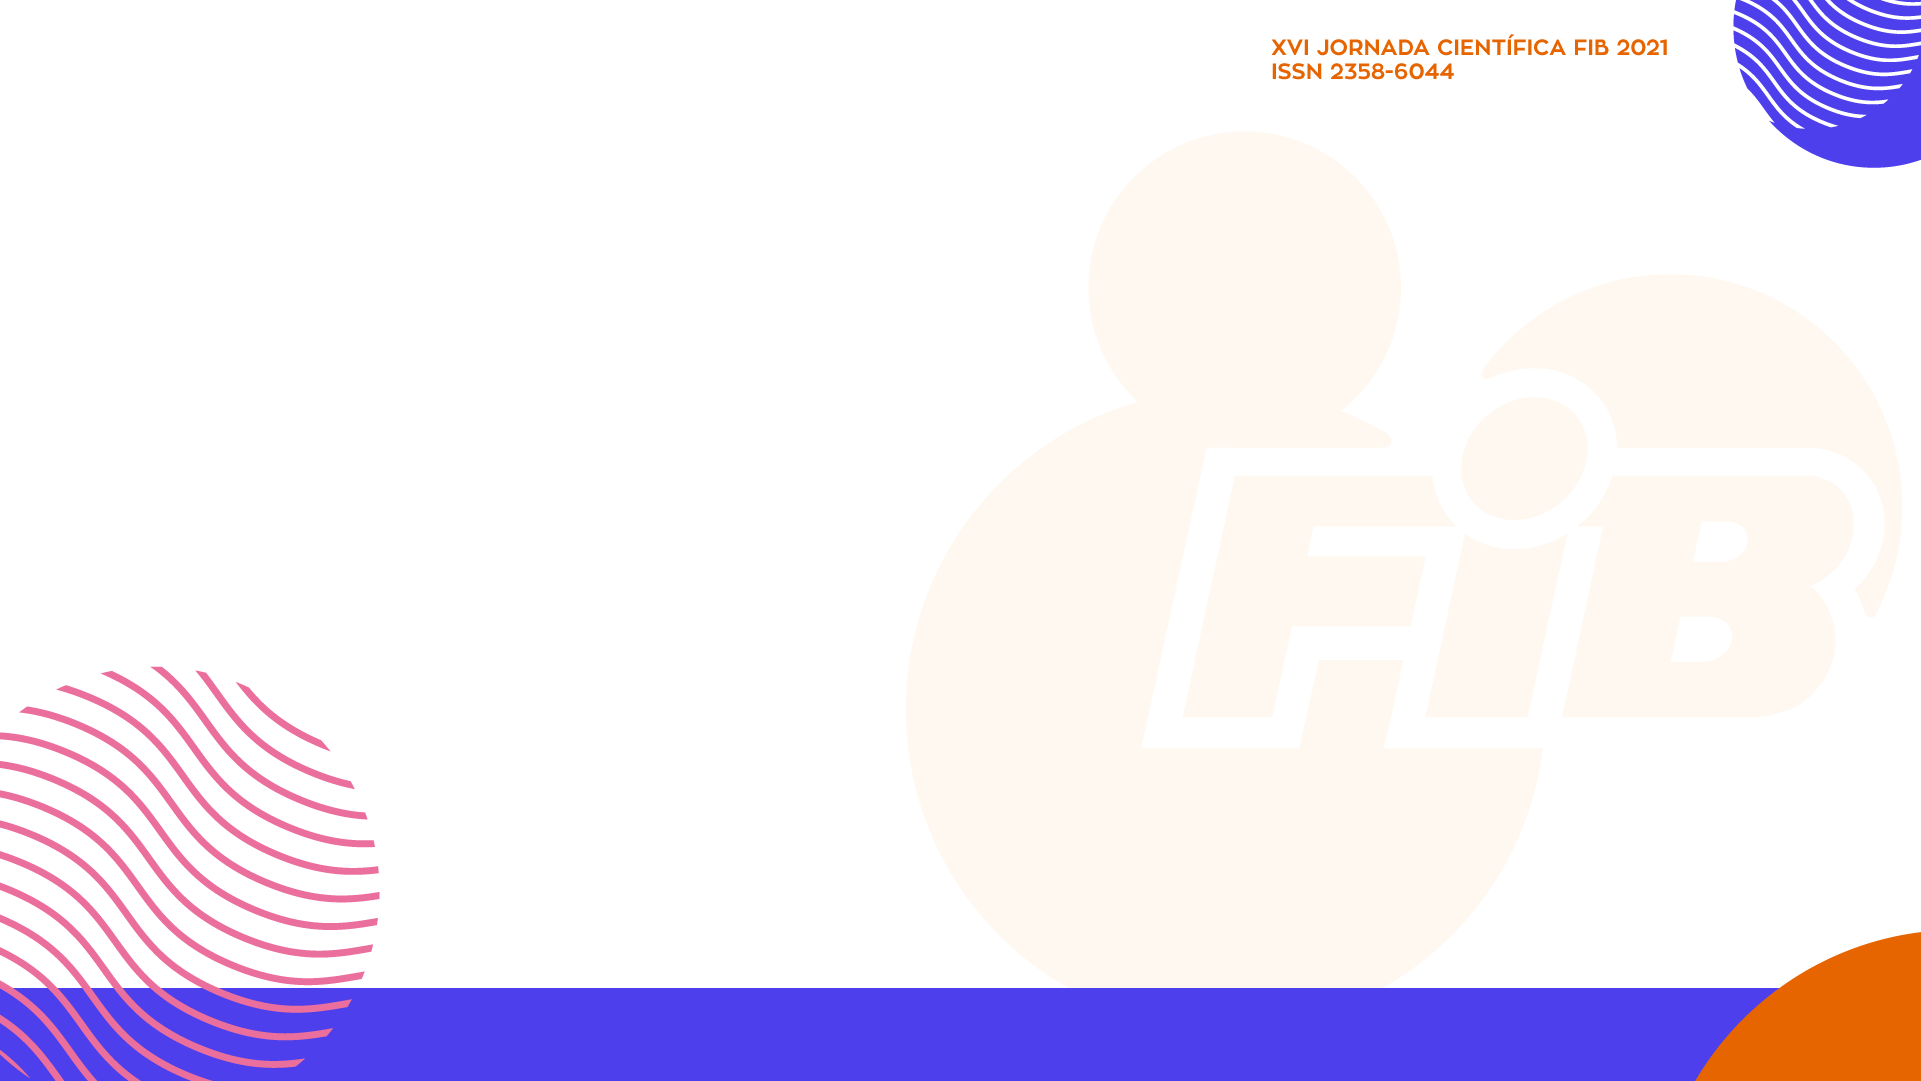 XVI JORNADA CIENTÍFICA FIB 2021
ISSN 2358-6044
FiB